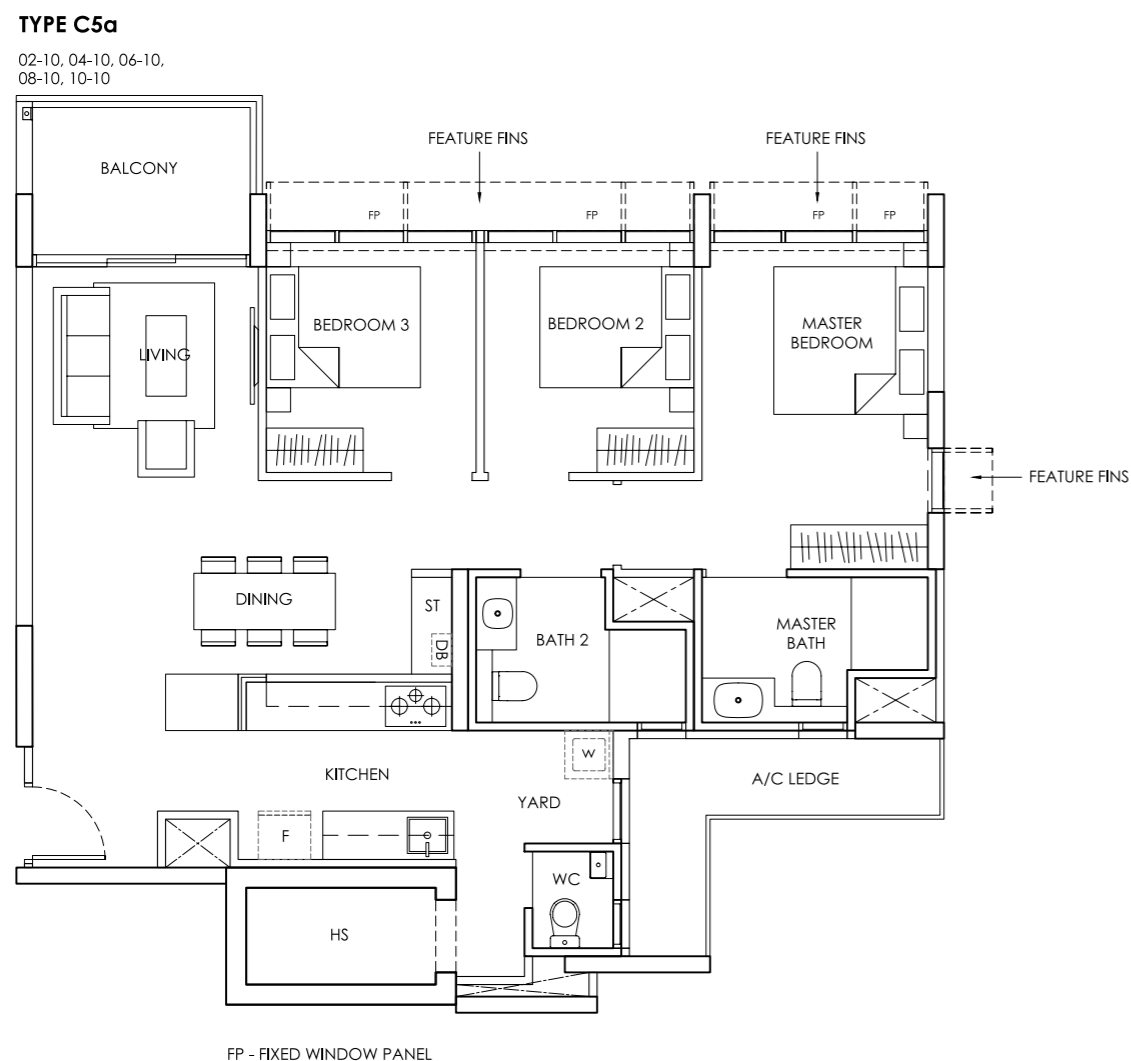 TYPE C5a
02-10, 04-10, 06-10,
08-10, 10-10
BALCONY
FEATURE FINS
FEATURE FINS
FP
FP
FP
FP
BEDROOM 3
BEDROOM 2
MASTER
BEDROOM
LIVING
FEATURE FINS
DINING
ST
DB
BATH 2
MASTER
BATH
KITCHEN
W
A/C LEDGE
YARD
F
WC
HS
FP - FIXED WINDOW PANEL